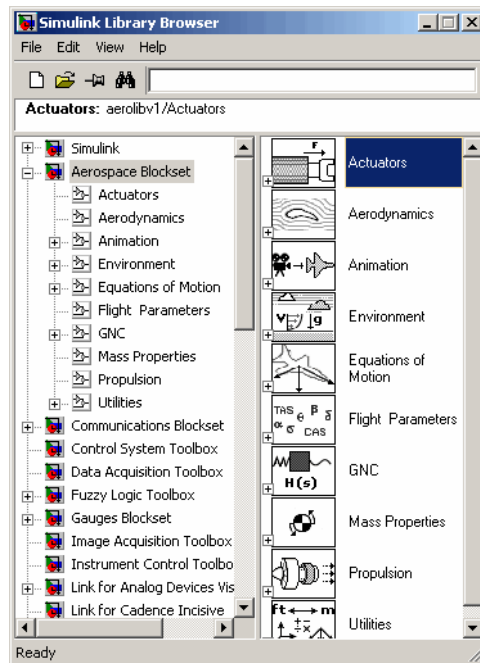 Simulink Library Browser
File Edit View Help
Actuators: aerolibv1/Actuators
Simulink
Aerospace Blockset
Actuators
Aerodynamics
Animation
Environment
Equations of Motion
Flight Parameters
GNC
Mass Properties
Propulsion
Utilities
Communications Blockset
Control System Toolbox
Data Acquisition Toolbox
Fuzzy Logic Toolbox
Gauges Blockset
Image Acquisition Toolbox
Instrument Control Toolbo
Link for Analog Devices Vis
Link for Cadence Incisive
F
Actuators
Aerodynamics
Animation
V g
Environment
Equations of
Motion
TAS θ β δ
α σ CAS
Flight Parameters
H(s)
GNC
Mass Properties
Propulsion
ft m
Utilities
Ready